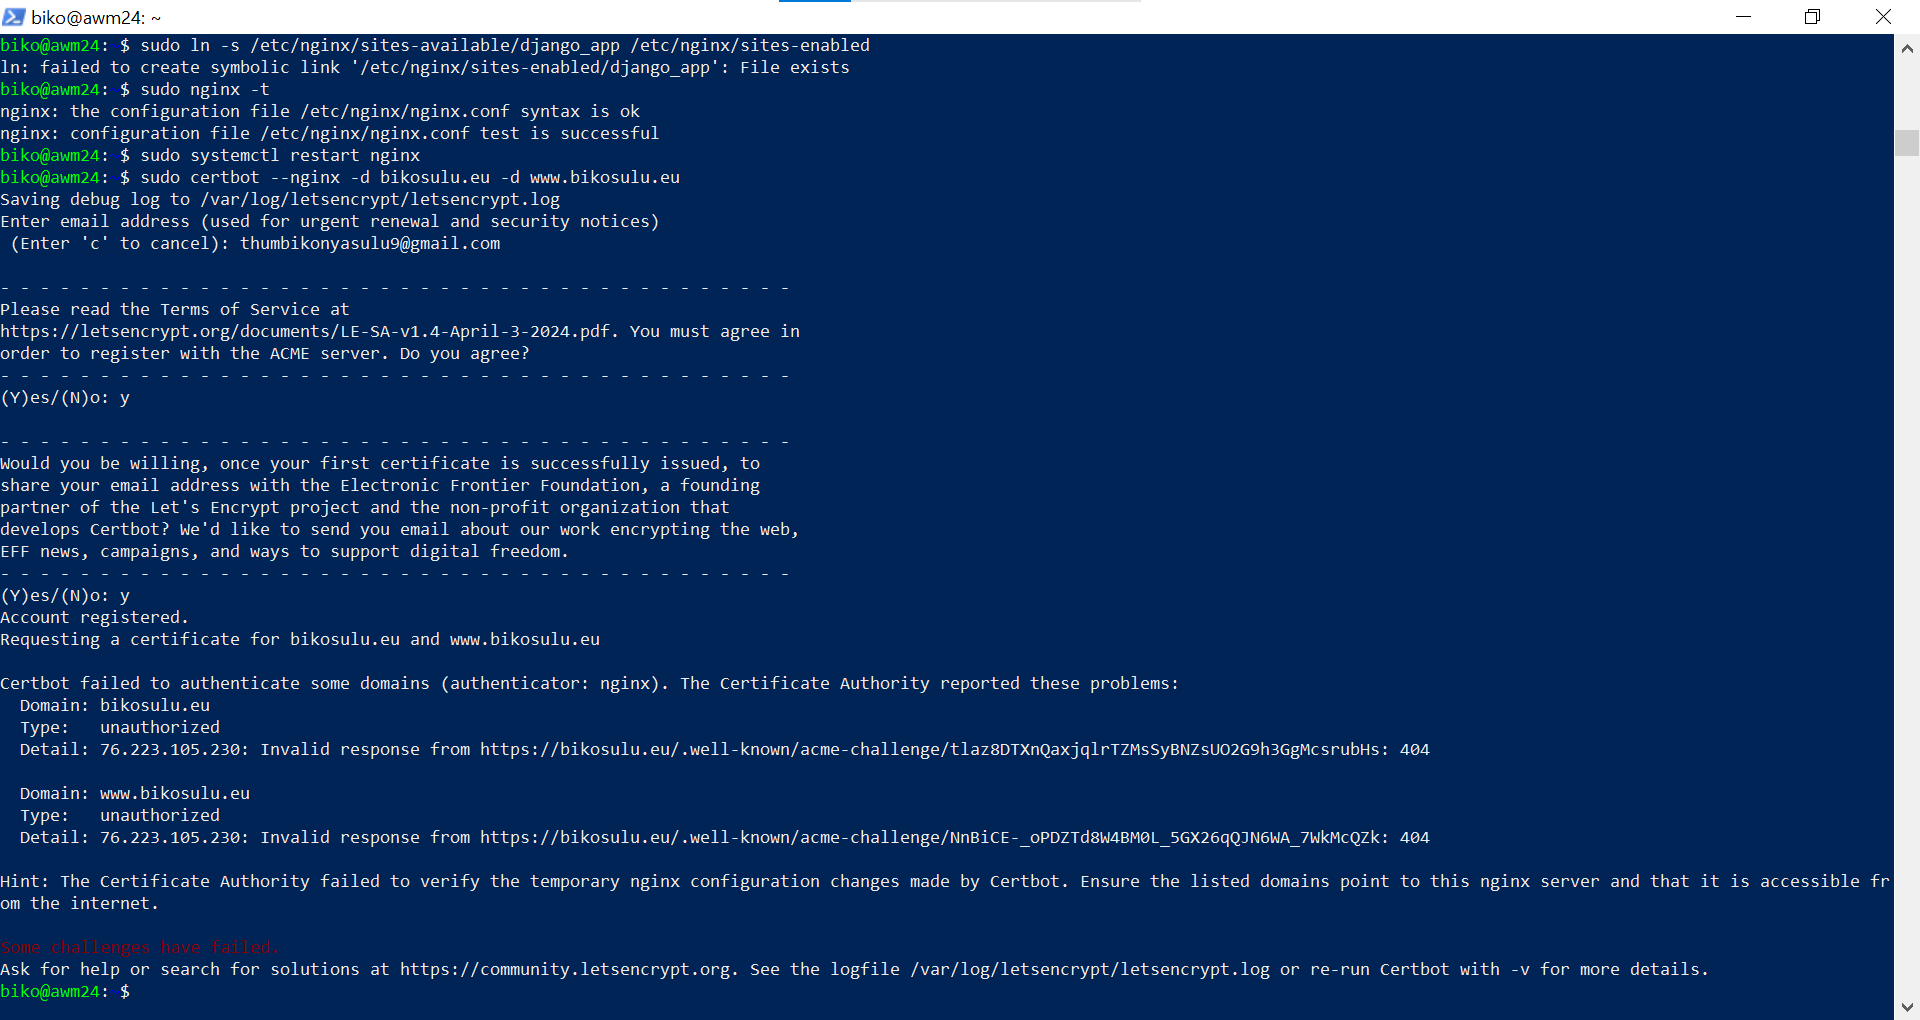 biko@awm24: ~
biko@awm24: $ sudo ln -s /etc/nginx/sites-available/django_app /etc/nginx/sites-enabled
ln: failed to create symbolic link '/etc/nginx/sites-enabled/django_app': File exists
biko@awm24: $ sudo nginx -t
nginx: the configuration file /etc/nginx/nginx.conf syntax is ok
nginx: configuration file /etc/nginx/nginx.conf test is successful
biko@awm24: $ sudo systemctl restart nginx
biko@awm24: $ sudo certbot --nginx -d bikosulu.eu -d www.bikosulu.eu
Saving debug log to /var/log/letsencrypt/letsencrypt.log
Enter email address (used for urgent renewal and security notices)
 (Enter 'c' to cancel): thumbikonyasulu9@gmail.com
- - - - - - - - - - - - - - - - - - - - - - - - - - - - - - - - - - - - - - - -
Please read the Terms of Service at
https://letsencrypt.org/documents/LE-SA-v1.4-April-3-2024.pdf. You must agree in
order to register with the ACME server. Do you agree?
- - - - - - - - - - - - - - - - - - - - - - - - - - - - - - - - - - - - - - - -
(Y)es/(N)o: y
- - - - - - - - - - - - - - - - - - - - - - - - - - - - - - - - - - - - - - - -
Would you be willing, once your first certificate is successfully issued, to
share your email address with the Electronic Frontier Foundation, a founding
partner of the Let's Encrypt project and the non-profit organization that
develops Certbot? We'd like to send you email about our work encrypting the web,
EFF news, campaigns, and ways to support digital freedom.
- - - - - - - - - - - - - - - - - - - - - - - - - - - - - - - - - - - - - - - -
(Y)es/(N)o: y
Account registered.
Requesting a certificate for bikosulu.eu and www.bikosulu.eu
Certbot failed to authenticate some domains (authenticator: nginx). The Certificate Authority reported these problems:
  Domain: bikosulu.eu
  Type:   unauthorized
  Detail: 76.223.105.230: Invalid response from https://bikosulu.eu/.well-known/acme-challenge/tlaz8DTXnQaxjqlrTZMsSyBNZsUO2G9h3GgMcsrubHs: 404
  Domain: www.bikosulu.eu
  Type:   unauthorized
  Detail: 76.223.105.230: Invalid response from https://bikosulu.eu/.well-known/acme-challenge/NnBiCE-_oPDZTd8W4BM0L_5GX26qQJN6WA_7WkMcQZk: 404
Hint: The Certificate Authority failed to verify the temporary nginx configuration changes made by Certbot. Ensure the listed domains point to this nginx server and that it is accessible fr
om the internet.
Some challenges have failed.
Ask for help or search for solutions at https://community.letsencrypt.org. See the logfile /var/log/letsencrypt/letsencrypt.log or re-run Certbot with -v for more details.
biko@awm24: $